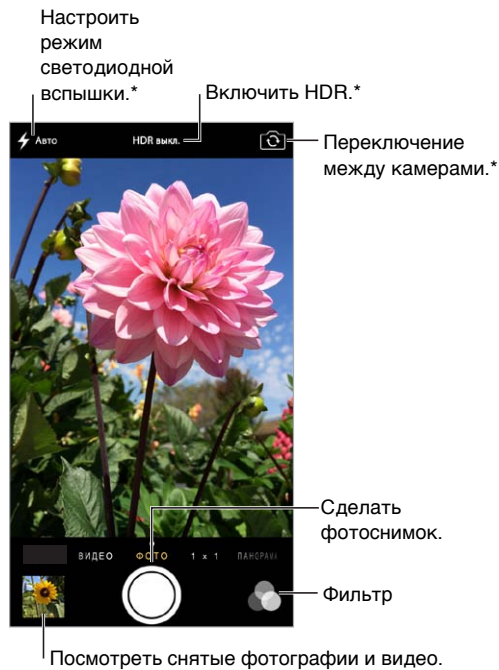 Настроить
режим
светодиодной
вспышки.*
Включить HDR.*
Авто
HDR выкл.
Переключение
между камерами.*
Сделать
фотоснимок.
ВИДЕО ФОТО 1 x 1 ПАНОРАМА
Фильтр
Посмотреть снятые фотографии и видео.